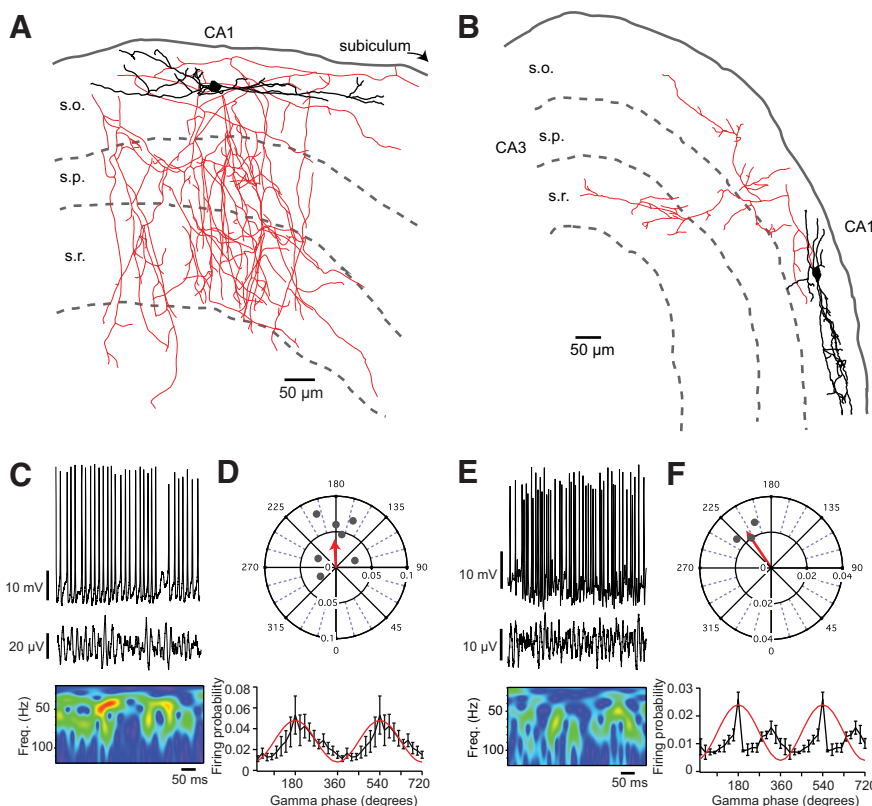 A
CA1
subiculum
s.o.
s.p.
s.r.
50 µm
B
s.o.
s.p.
CA3
s.r.
CA1
50 µm
C
10 mV
20 µV
Freq. (Hz)
50
100
50 ms
D
180
225
135
270
0
0.05
0.1
90
0.05
315
0.1
45
0
Firing probability
0.08
0.06
0.04
0.02
0
180
360
540
720
Gamma phase (degrees)
E
10 mV
10 µV
Freq. (Hz)
50
100
50 ms
F
180
225
135
270
0
0.02
0.04
90
0.02
315
0.04
45
0
Firing probability
0.03
0.02
0.01
0
180
360
540
720
Gamma phase (degrees)